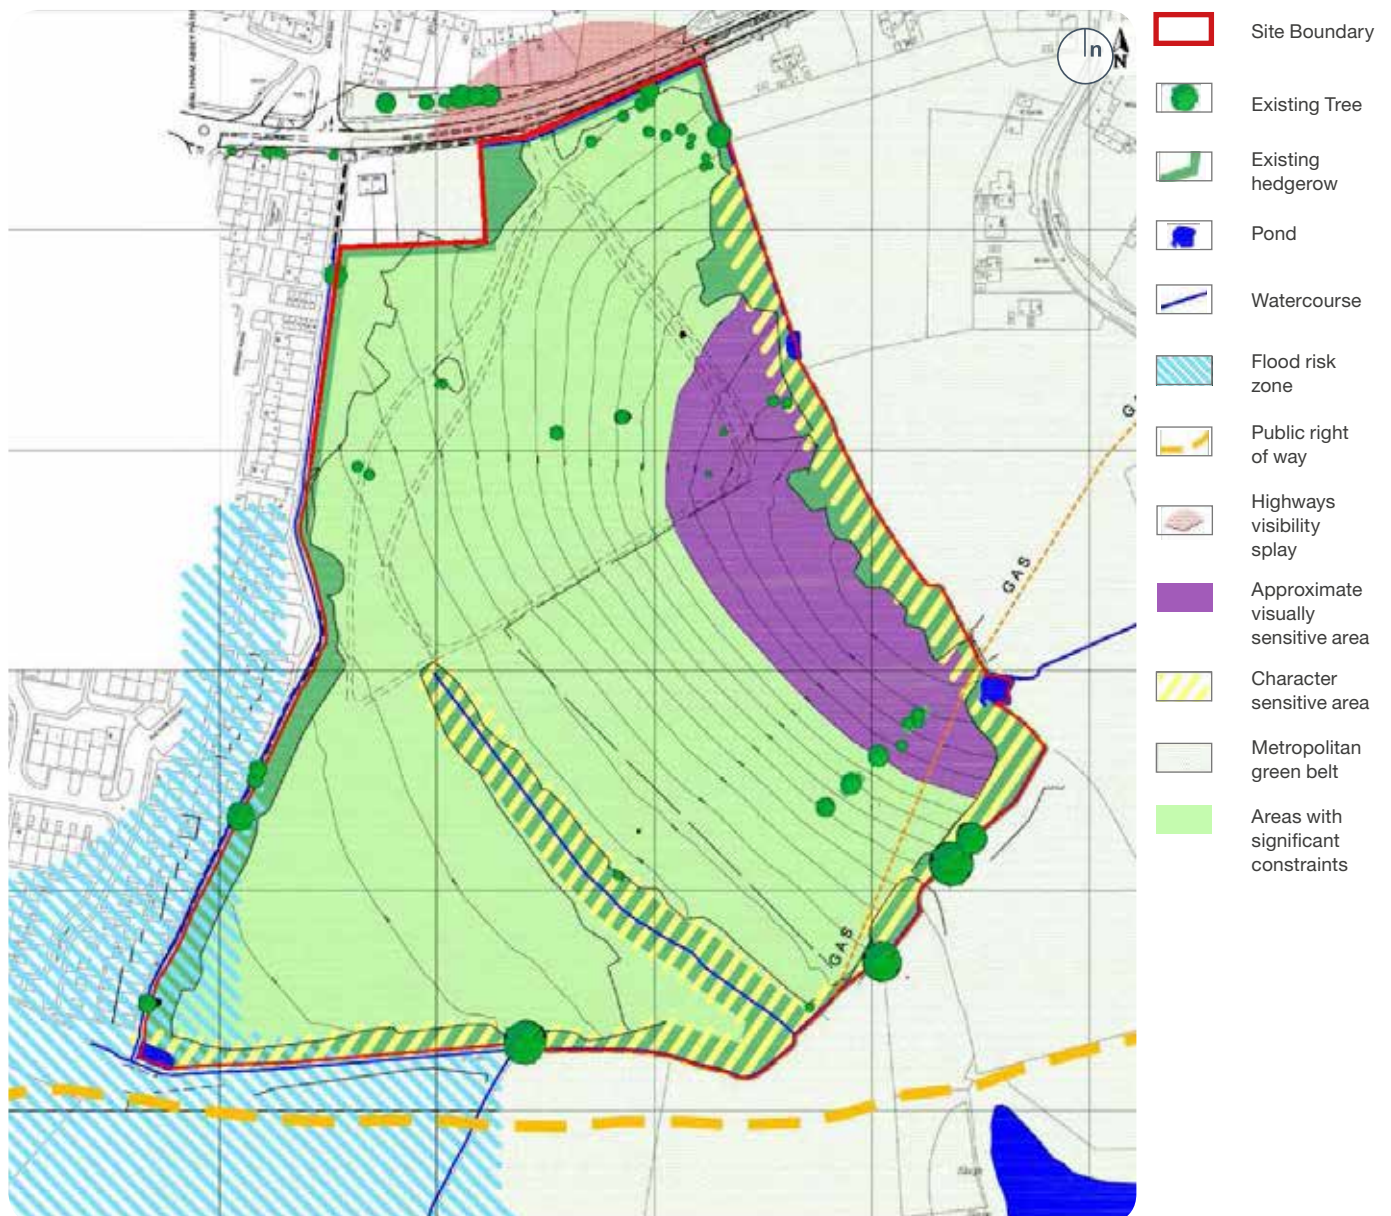 n
N
GAS
GAS
Site Boundary
Existing Tree
Existing
hedgerow
Pond
Watercourse
Flood risk
zone
Public right
of way
Highways
visibility
splay
Approximate
visually
sensitive area
Character
sensitive area
Metropolitan
green belt
Areas with
significant
constraints